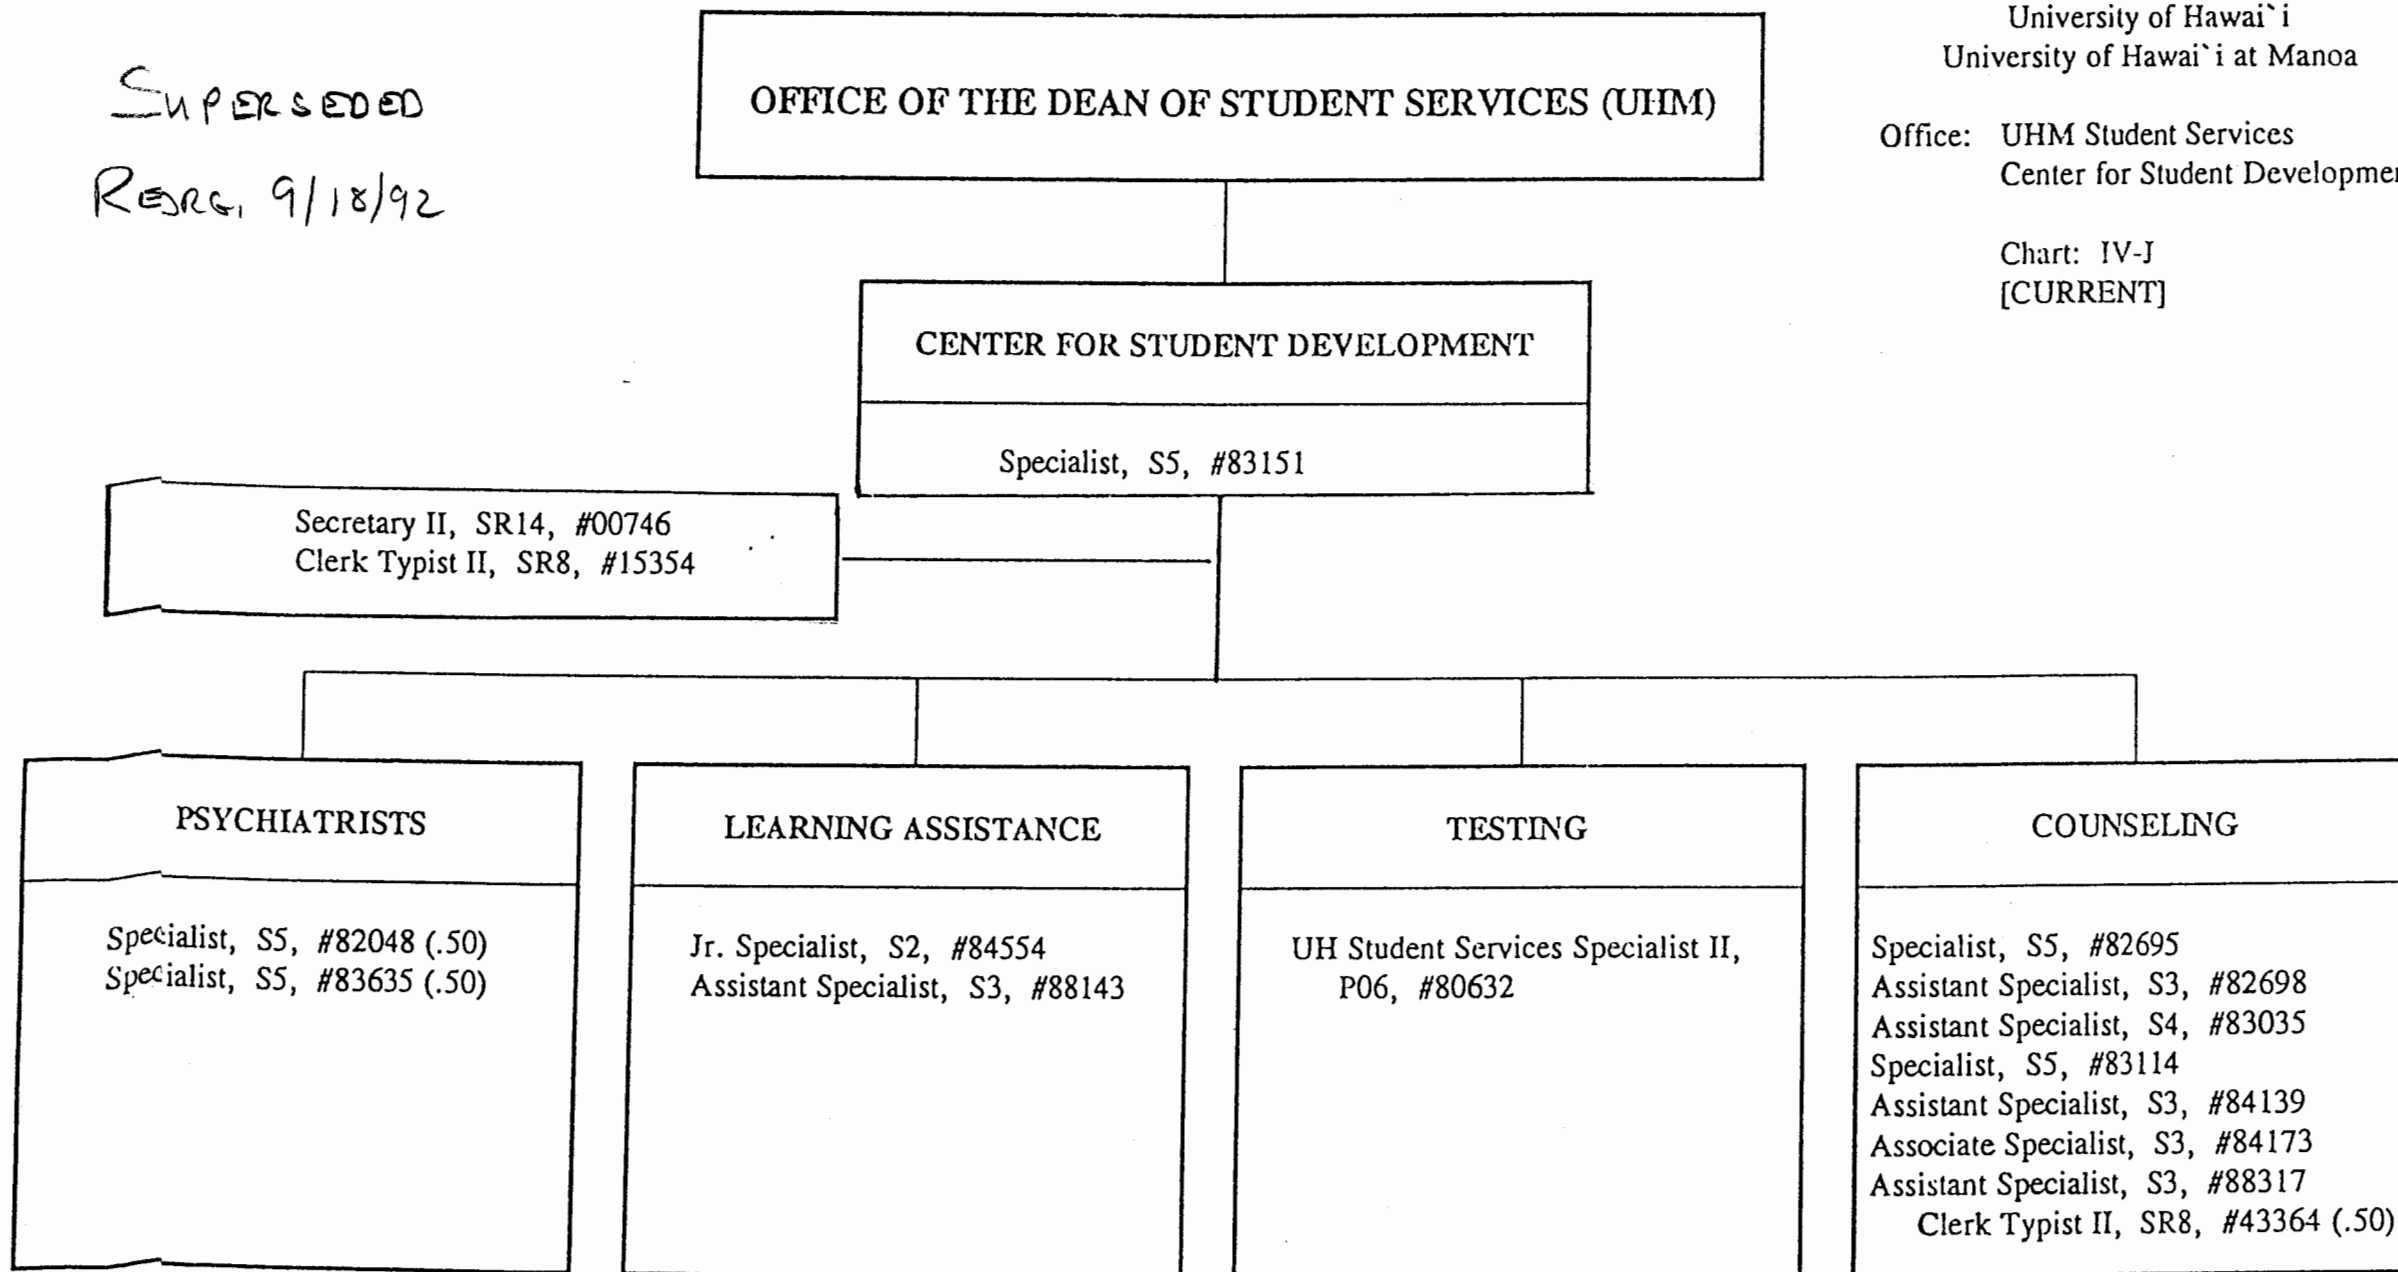 SUPERSEDED
REORG, 9/18/92
University of Hawai`i
University of Hawai`i at Manoa
Office: UHM Student Services
Center for Student Developmen
Chart: IV-J
[CURRENT]
OFFICE OF THE DEAN OF STUDENT SERVICES (UHM)
CENTER FOR STUDENT DEVELOPMENT
Specialist, S5, #83151
Secretary II, SR14, #00746
Clerk Typist II, SR8, #15354
PSYCHIATRISTS
Specialist, S5, #82048 (.50)
Specialist, S5, #83635 (.50)
LEARNING ASSISTANCE
Jr. Specialist, S2, #84554
Assistant Specialist, S3, #88143
TESTING
UH Student Services Specialist II,
P06, #80632
COUNSELING
Specialist, S5, #82695
Assistant Specialist, S3, #82698
Assistant Specialist, S4, #83035
Specialist, S5, #83114
Assistant Specialist, S3, #84139
Associate Specialist, S3, #84173
Assistant Specialist, S3, #88317
Clerk Typist II, SR8, #43364 (.50)